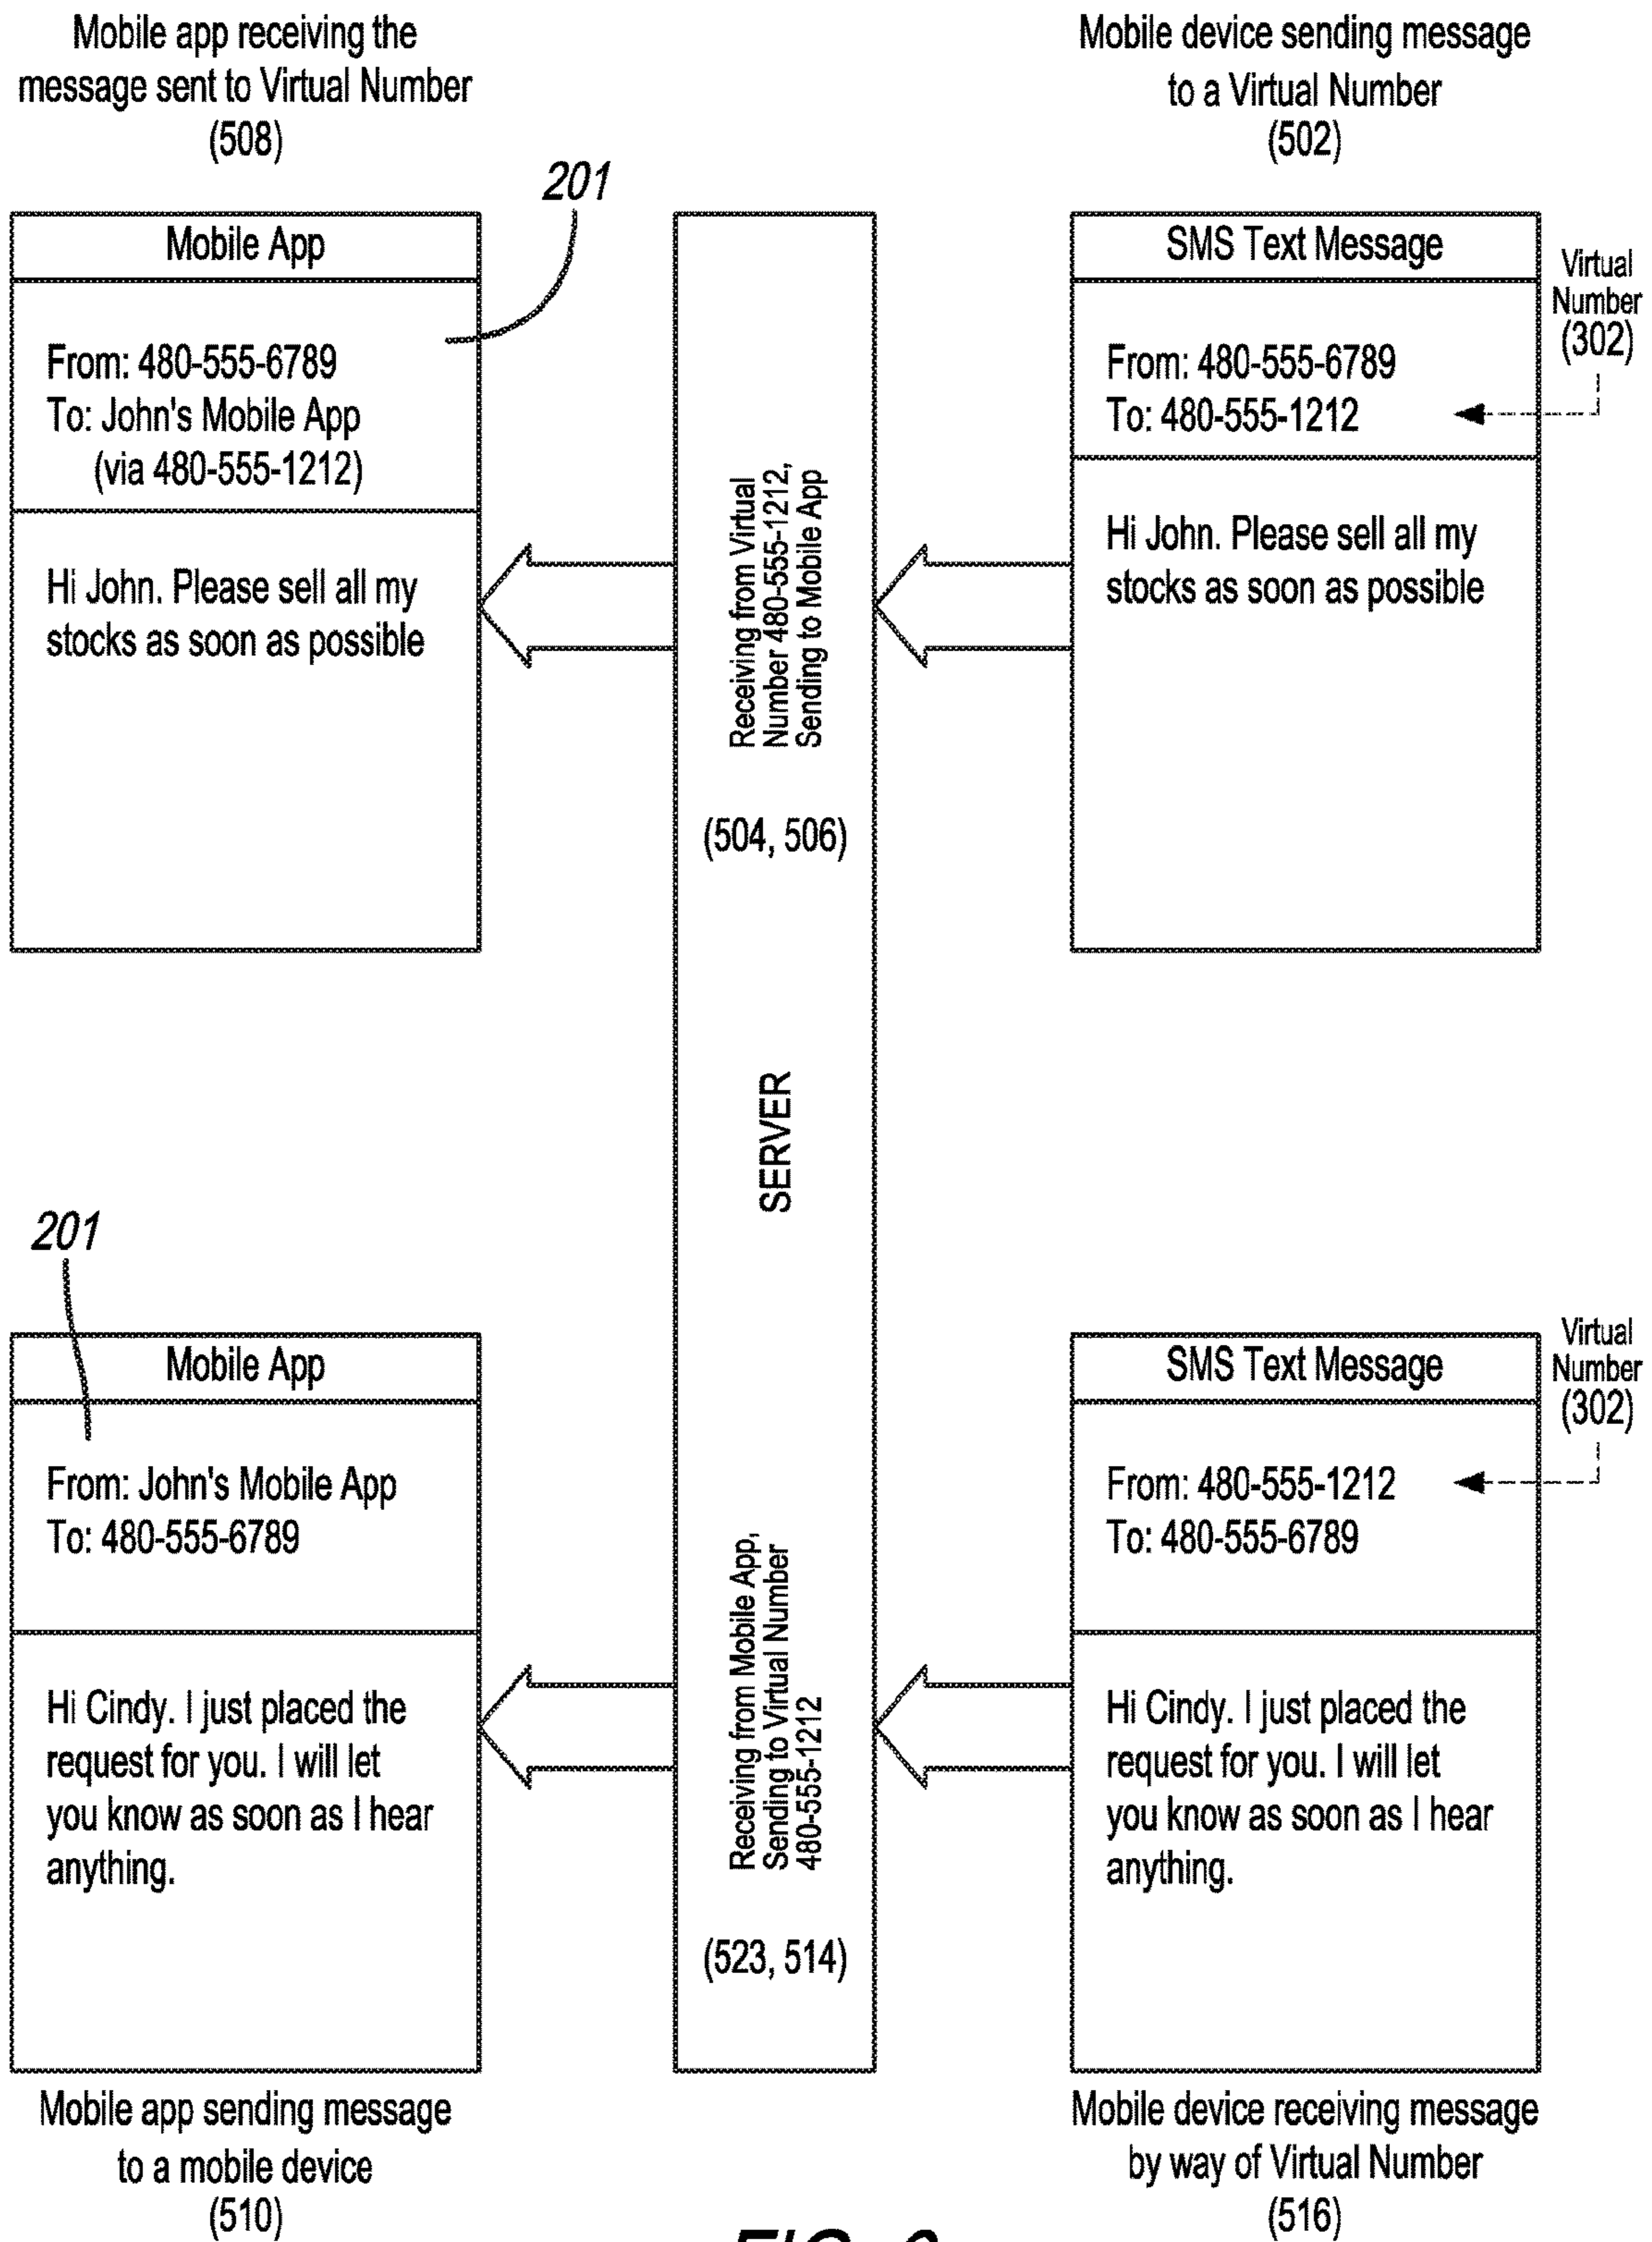 Mobile app receiving the
message sent to Virtual Number
(508)
Mobile device sending message
to a Virtual Number
(502)
201
Mobile App
From: 480-555-6789
To: John's Mobile App
(via 480-555-1212)
Hi John. Please sell all my
stocks as soon as possible
Receiving from Virtual
Number 480-555-1212,
Sending to Mobile App
(504, 506)
SMS Text Message
From: 480-555-6789
To: 480-555-1212
Virtual
Number
(302)
Hi John. Please sell all my
stocks as soon as possible
SERVER
201
Mobile App
From: John's Mobile App
To: 480-555-6789
Hi Cindy. I just placed the
request for you. I will let
you know as soon as I hear
anything.
Receiving from Mobile App,
Sending to Virtual Number
480-555-1212
(523, 514)
SMS Text Message
From: 480-555-1212
To: 480-555-6789
Virtual
Number
(302)
Hi Cindy. I just placed the
request for you. I will let
you know as soon as I hear
anything.
Mobile app sending message
to a mobile device
(510)
Mobile device receiving message
by way of Virtual Number
(516)
FIG.